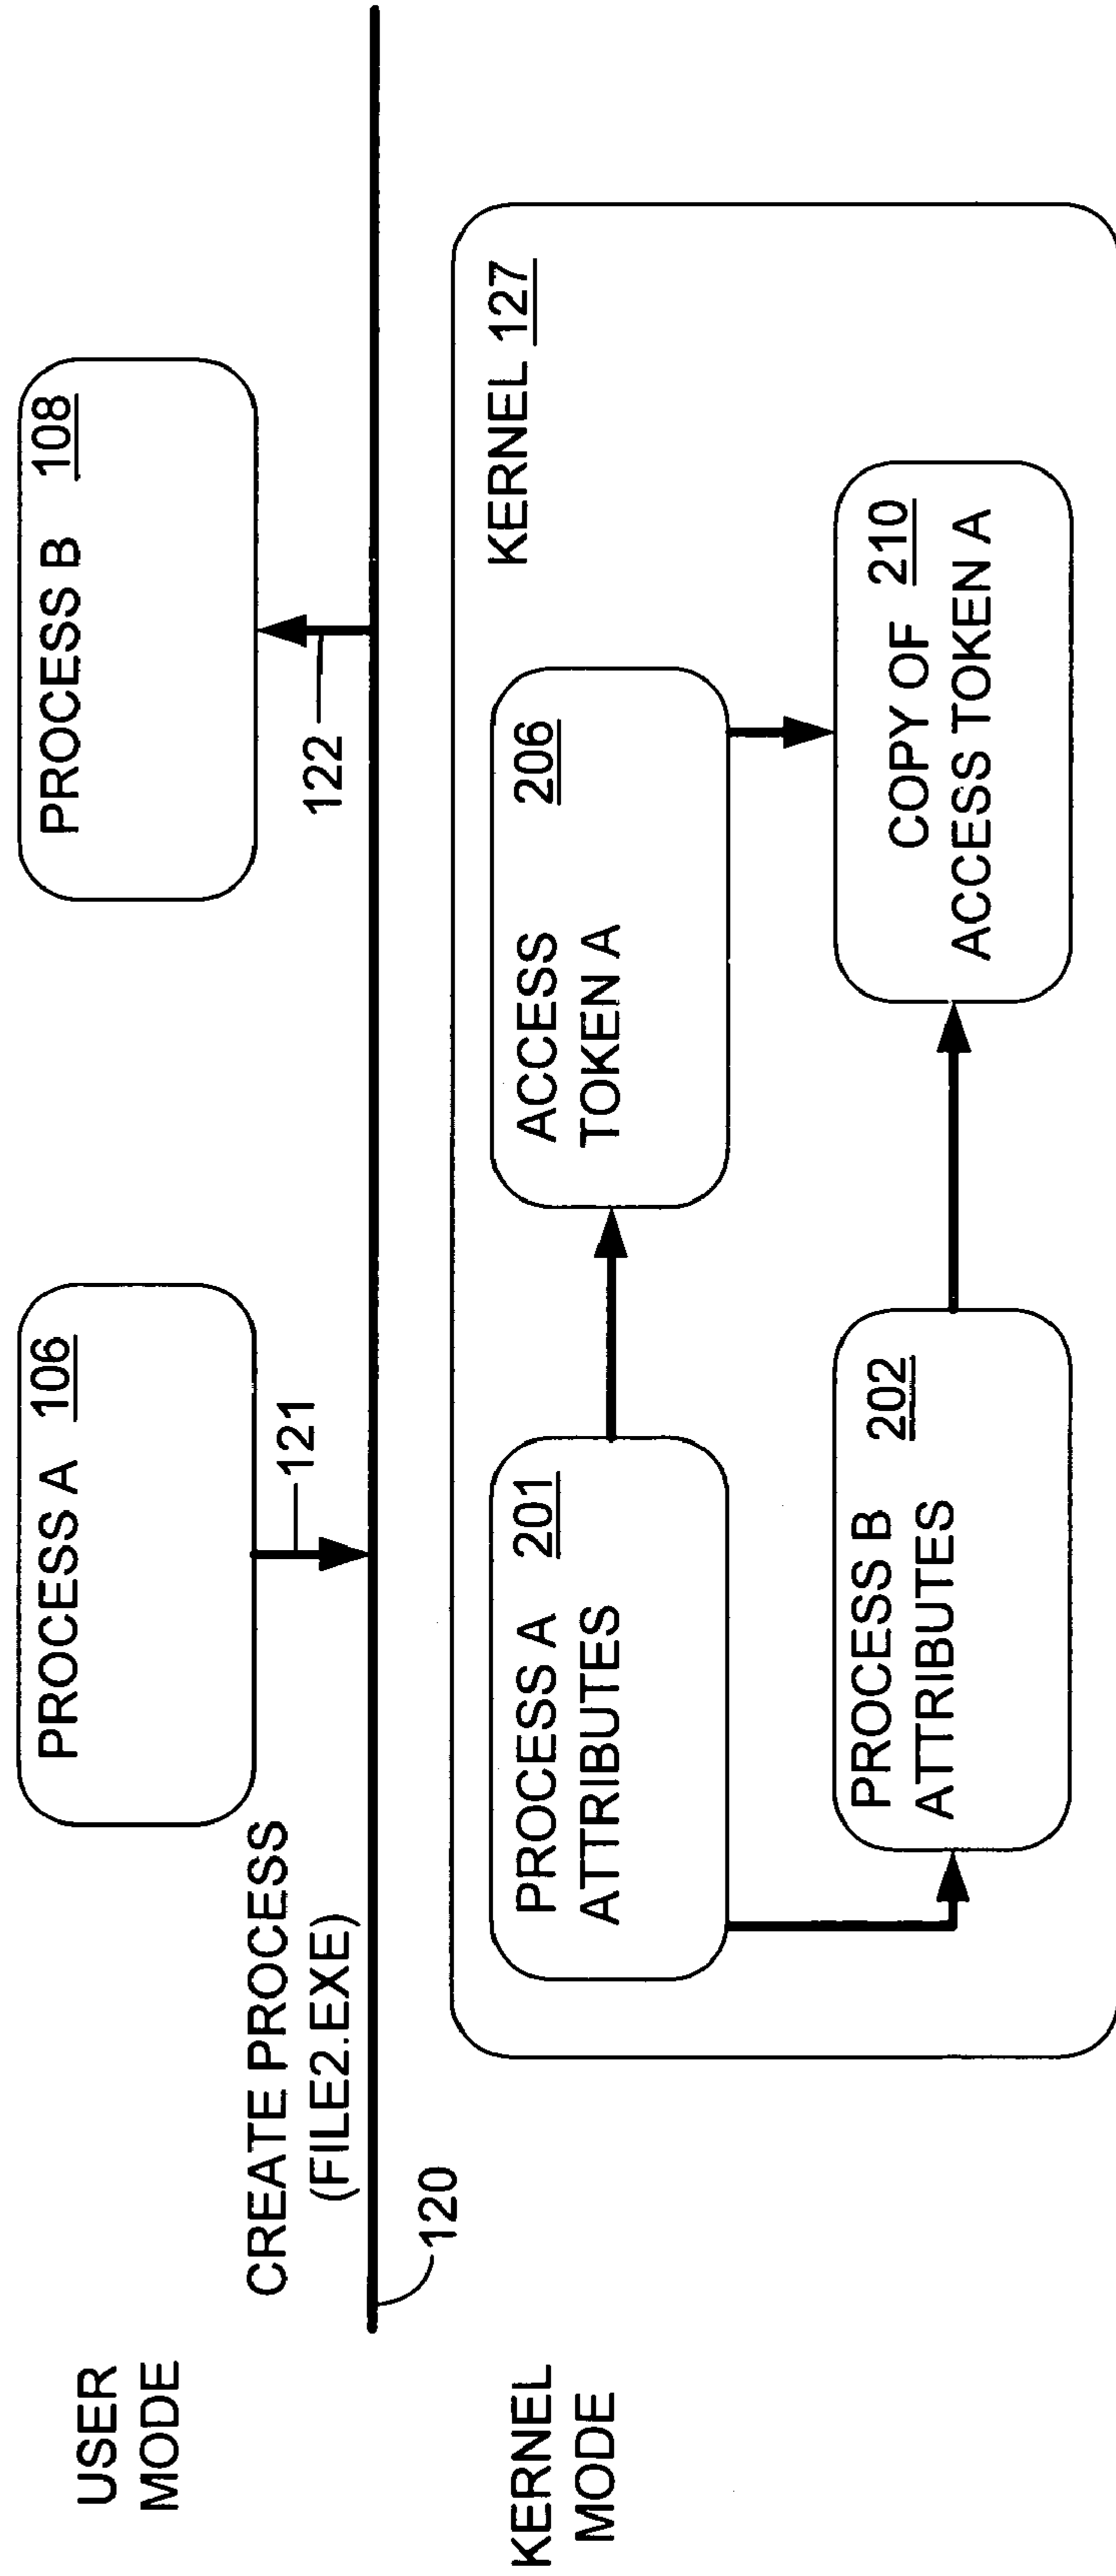 USER
MODE
PROCESS A 106
PROCESS B 108
CREATE PROCESS
(FILE2.EXE)
121
122
120
KERNEL
MODE
KERNEL 127
PROCESS A 201
ATTRIBUTES
ACCESS 206
TOKEN A
PROCESS B 202
ATTRIBUTES
COPY OF 210
ACCESS TOKEN A